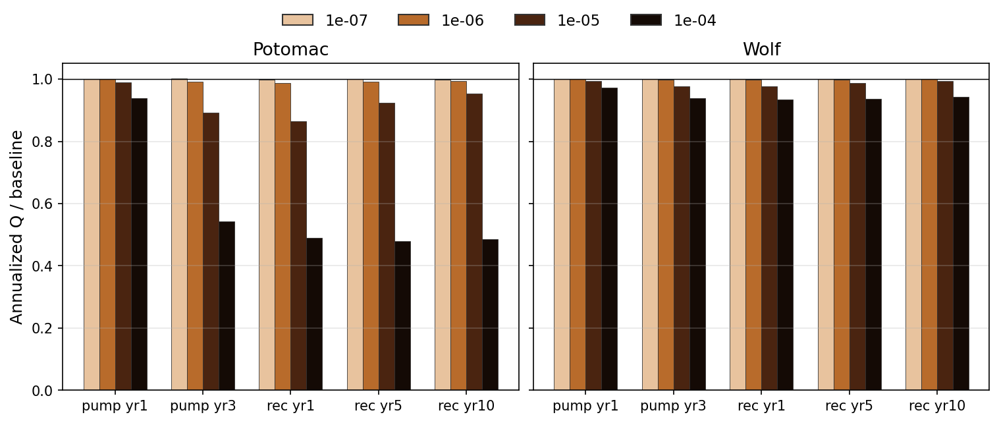 1e-07 1e-06 1e-05 1e-04
Potomac
Wolf
Annualized Q / baseline
1.0
0.8
0.6
0.4
0.2
0.0
pump yr1 pump yr3 rec yr1 rec yr5 rec yr10
pump yr1 pump yr3 rec yr1 rec yr5 rec yr10